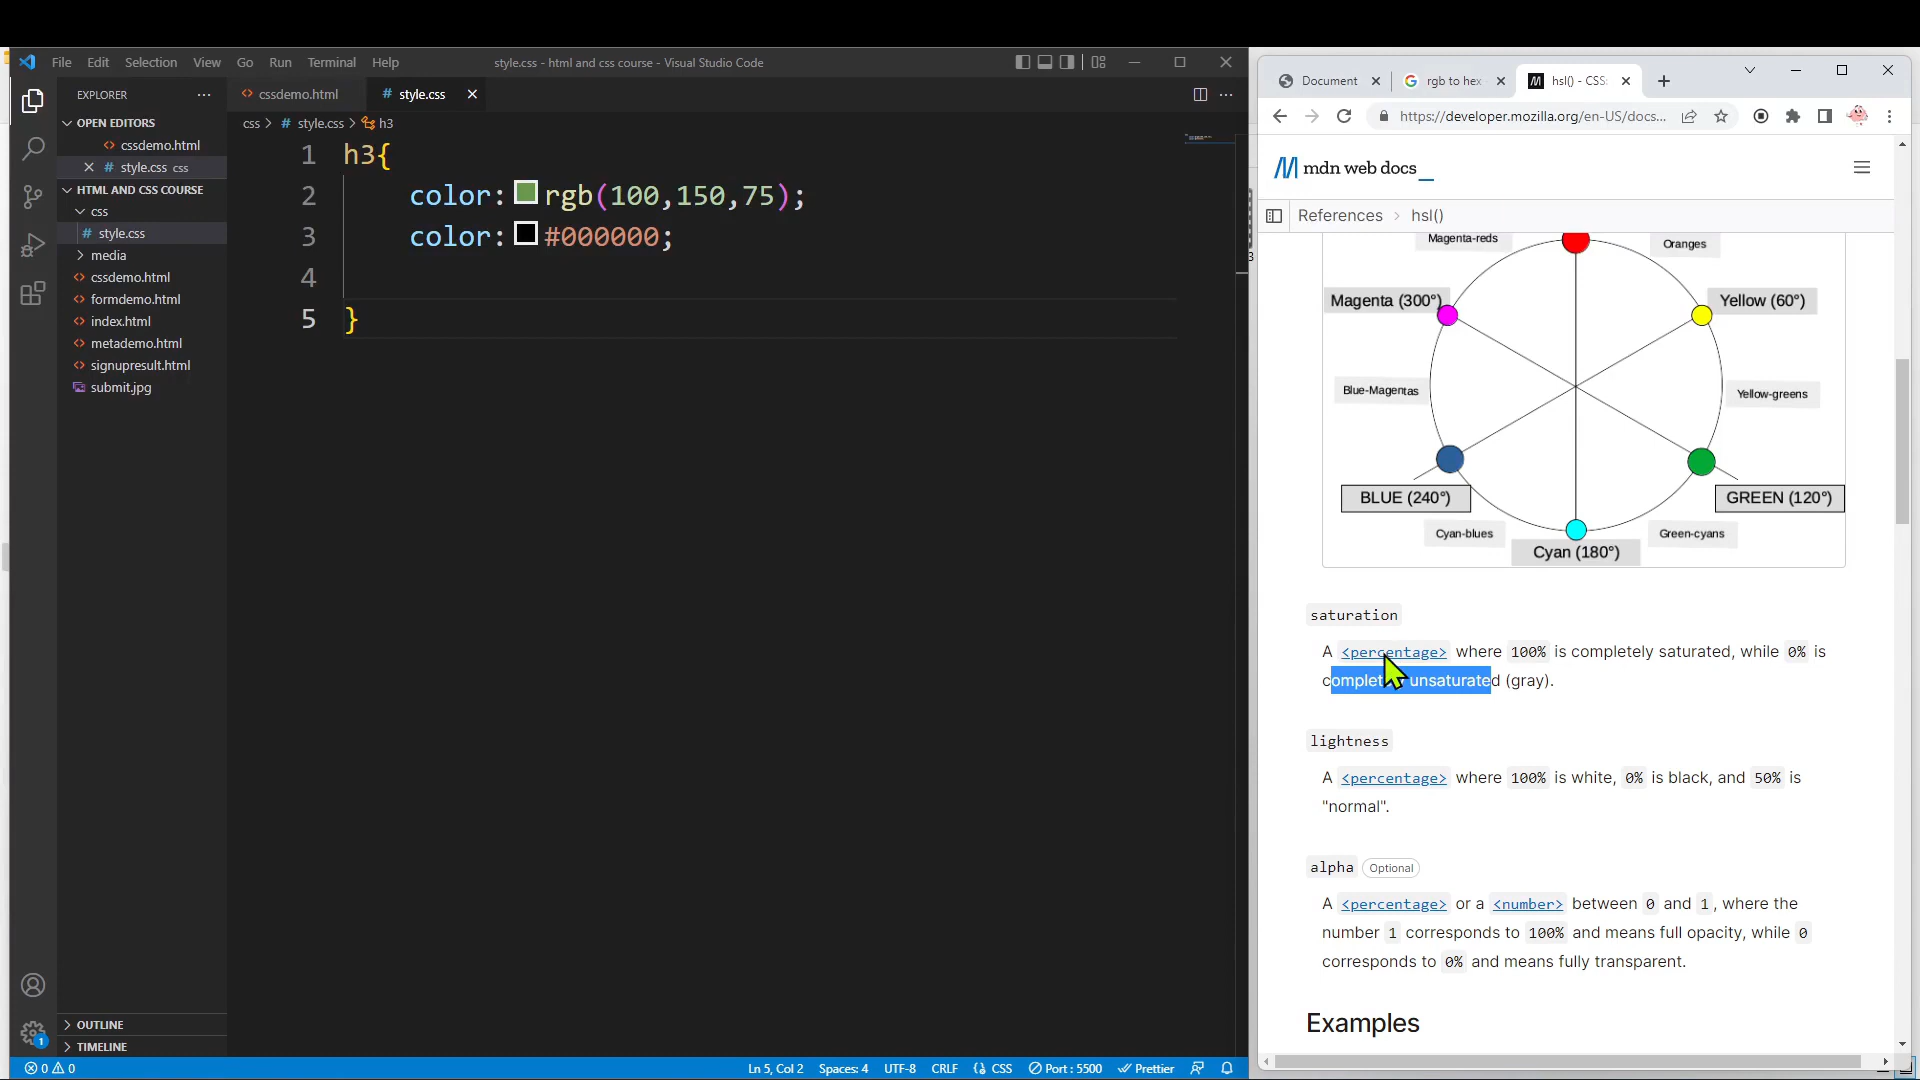 File Edit Selection View Go Run Terminal Help
style.css - html and css course - Visual Studio Code
EXPLORER
OPEN EDITORS
cssdemo.html
style.css css
HTML AND CSS COURSE
css
style.css
media
cssdemo.html
formdemo.html
index.html
metademo.html
signupresult.html
submit.jpg
OUTLINE
TIMELINE
cssdemo.html
style.css
css > # style.css > h3
1 h3{
2 color: rgb(100,150,75);
3 color: #000000;
4
5 }
0 0
Ln 5, Col 2 Spaces: 4 UTF-8 CRLF {} CSS Port : 5500 Prettier
1
Document
rgb to hex
hsl() - CSS:
https://developer.mozilla.org/en-US/docs...
mdn web docs_
References > hsl()
Magenta-reds
Oranges
Magenta (300°)
Yellow (60°)
Blue-Magentas
Yellow-greens
BLUE (240°)
GREEN (120°)
Cyan-blues
Green-cyans
Cyan (180°)
saturation
A <percentage> where 100% is completely saturated, while 0% is
completely unsaturated (gray).
lightness
A <percentage> where 100% is white, 0% is black, and 50% is
"normal".
alpha Optional
A <percentage> or a <number> between 0 and 1, where the
number 1 corresponds to 100% and means full opacity, while 0
corresponds to 0% and means fully transparent.
Examples